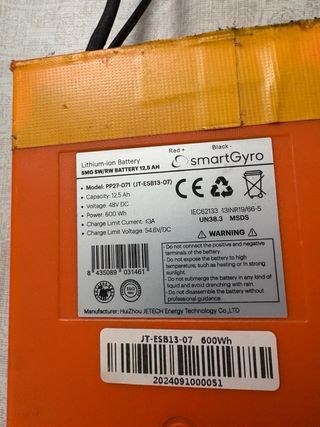 Red + Black -
Lithium-ion Battery
SMG SW/RW BATTERY 12,5 AH
smartGyro
• Model: PP27-071 (JT-ESB13-07)
• Capacity: 12,5 Ah
• Voltage: 48V DC
• Power: 600 Wh
• Charge Limit Current: 13A
• Charge Limit Voltage: 54.6V/DC
CE
IEC62133 13INR19/66-5
UN38.3 MSDS
8 435089 031461
WARNING
- Do not connect the positive and negative
terminals of the battery.
- Do not expose the battery to high
temperature, such as heating or in strong
sunlight.
- Do not submerge the battery in any kind of
liquid and avoid drenching with rain.
- Do not disassemble the battery without
professional guidance.
Manufacturer: HuiZhou JETECH Energy Technology Co.,LTD
JT-ESB13-07 600Wh
2024091000051